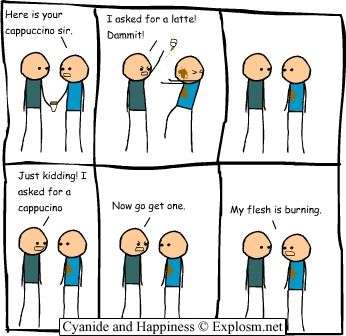 Here is your
cappuccino sir.
I asked for a latte!
Dammit!
Just kidding! I
asked for a
cappucino
Now go get one.
My flesh is burning.
Cyanide and Happiness © Explosm.net